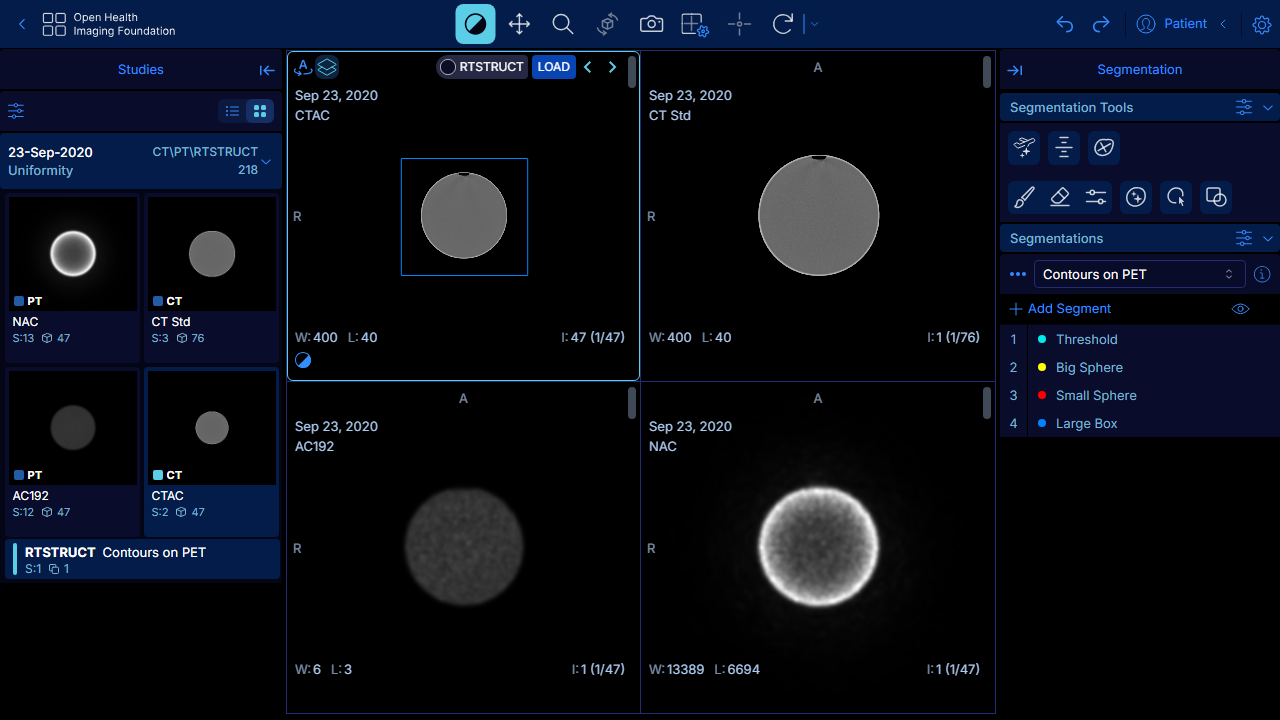 Open Health
Imaging Foundation
Patient
Studies
23-Sep-2020
CT\PT\RTSTRUCT
Uniformity
218
PT
NAC
S:13 47
CT
CT Std
S:3 76
PT
AC192
S:12 47
CT
CTAC
S:2 47
RTSTRUCT Contours on PET
S:1 1
A
RTSTRUCT
LOAD
Sep 23, 2020
CTAC
R
W:400 L:40
I:47 (1/47)
A
Sep 23, 2020
CT Std
R
W:400 L:40
I:1 (1/76)
A
Sep 23, 2020
AC192
R
W:6 L:3
I:1 (1/47)
A
Sep 23, 2020
NAC
R
W:13389 L:6694
I:1 (1/47)
Segmentation
Segmentation Tools
Segmentations
Contours on PET
Add Segment
1 Threshold
2 Big Sphere
3 Small Sphere
4 Large Box